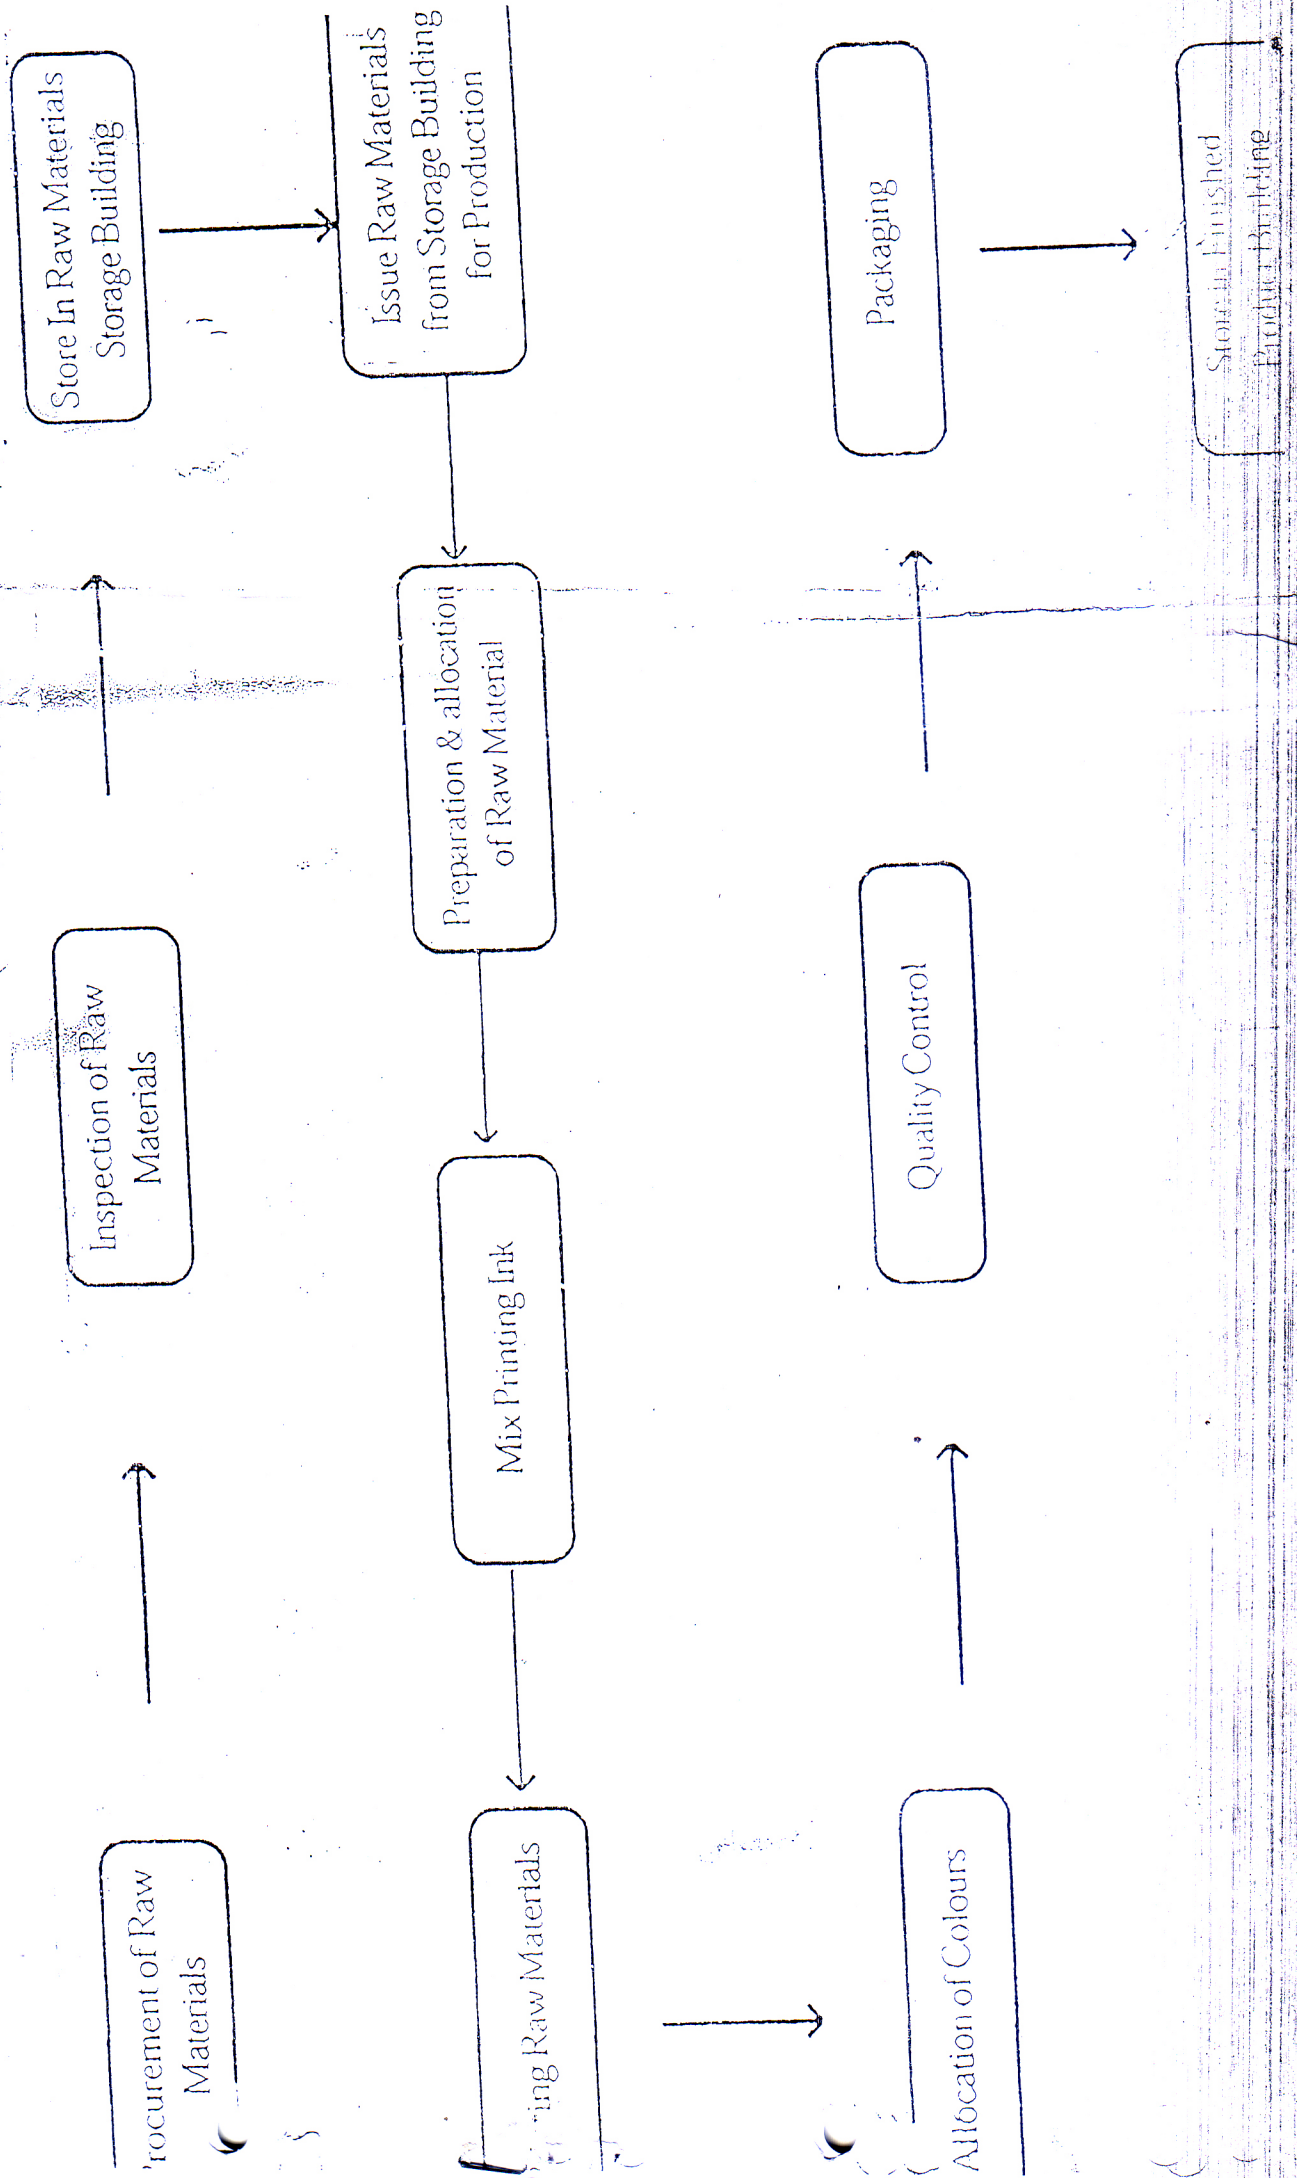 'rocurement of Raw
Materials
Inspection of Raw
Materials
Store In Raw Materials
Storage Building
Issue Raw Materials
from Storage Building
for Production
Preparation & allocation
of Raw Material
Mix Printing Ink
ing Raw Materials
Allocation of Colours
Quality Control
Packaging
Store in Finished
Product Building